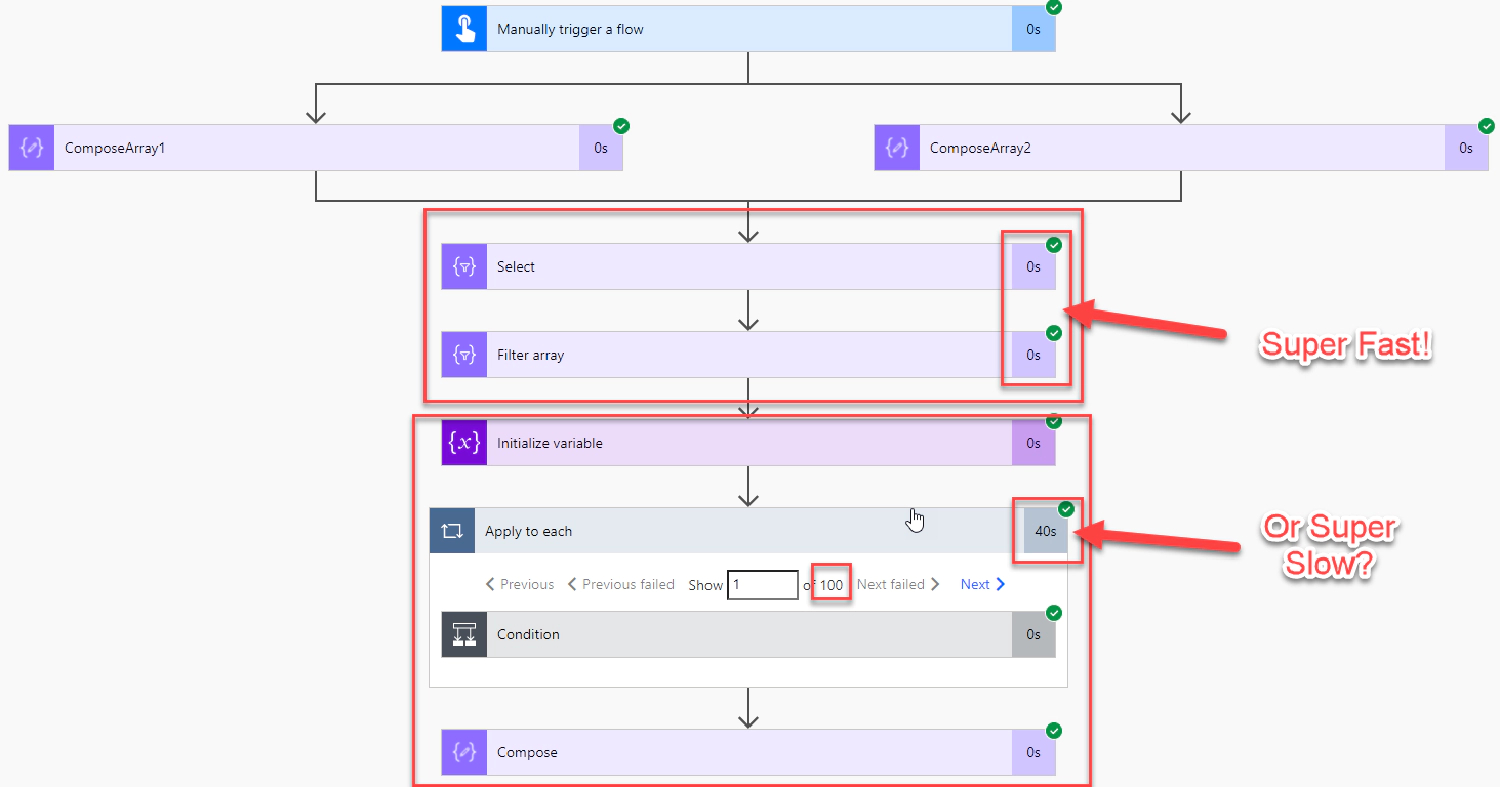 Manually trigger a flow
0s
ComposeArray1
0s
ComposeArray2
0s
Select
0s
Super Fast!
Filter array
0s
{x}
Initialize variable
0s
Apply to each
40s
Or Super
Slow?
Previous Previous failed Show 1 of 100 Next failed Next
Condition
0s
Compose
0s